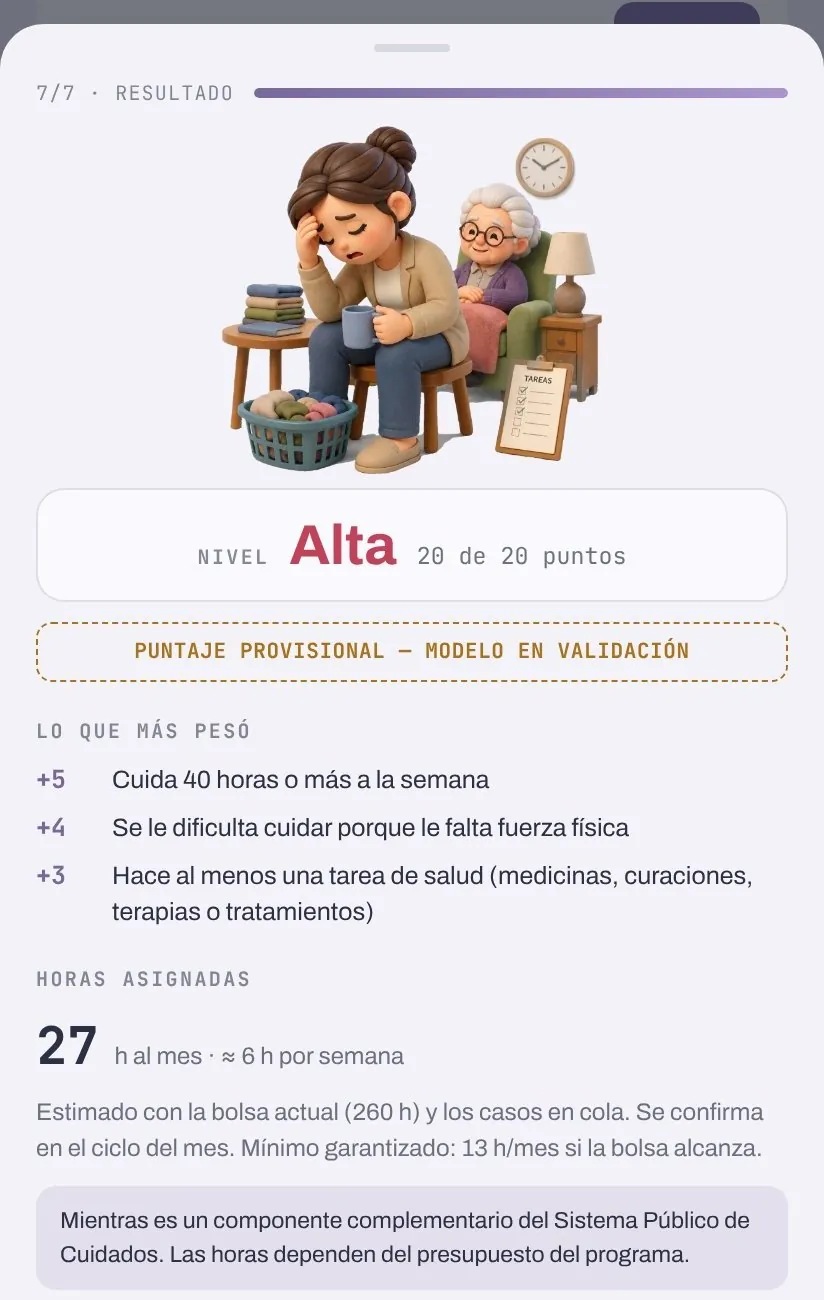 7/7 · RESULTADO
TAREAS
NIVEL Alta 20 de 20 puntos
PUNTAJE PROVISIONAL — MODELO EN VALIDACIÓN
LO QUE MÁS PESÓ
+5 Cuida 40 horas o más a la semana
+4 Se le dificulta cuidar porque le falta fuerza física
+3 Hace al menos una tarea de salud (medicinas, curaciones,
terapias o tratamientos)
HORAS ASIGNADAS
27 h al mes · ≈ 6 h por semana
Estimado con la bolsa actual (260 h) y los casos en cola. Se confirma
en el ciclo del mes. Mínimo garantizado: 13 h/mes si la bolsa alcanza.
Mientras es un componente complementario del Sistema Público de
Cuidados. Las horas dependen del presupuesto del programa.